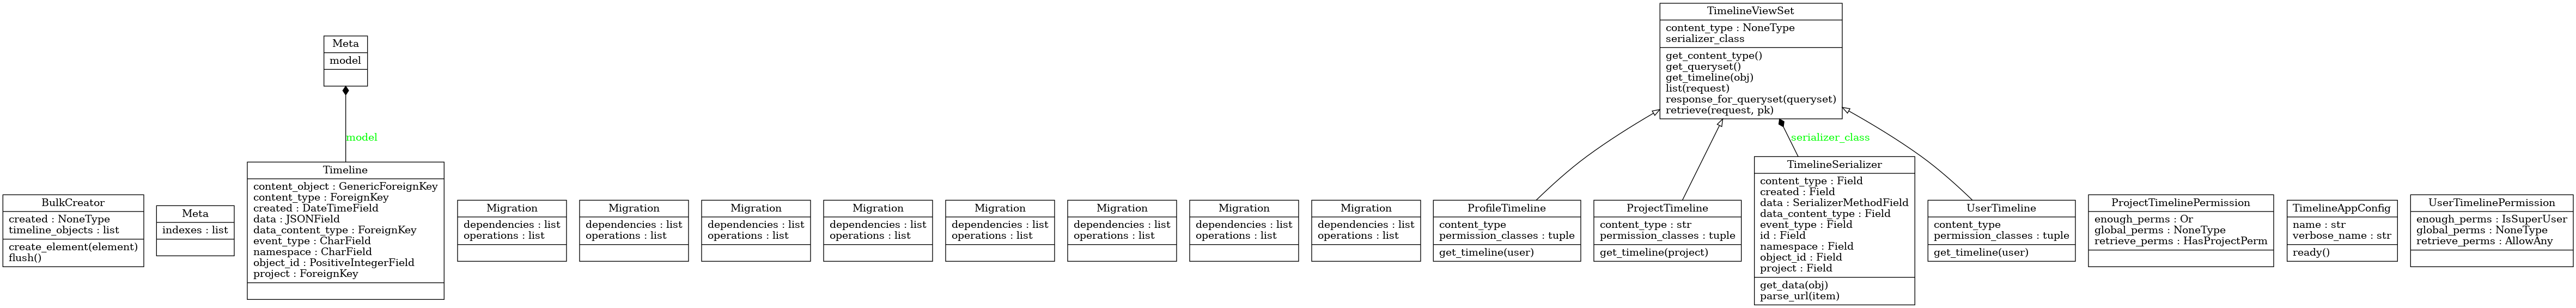 TimelineViewSet
content_type : NoneType
serializer_class
get_content_type()
get_queryset()
get_timeline(obj)
list(request)
response_for_queryset(queryset)
retrieve(request, pk)
Meta
model
model
serializer_class
BulkCreator
created : NoneType
timeline_objects : list
create_element(element)
flush()
Meta
indexes : list
Timeline
content_object : GenericForeignKey
content_type : ForeignKey
created : DateTimeField
data : JSONField
data_content_type : ForeignKey
event_type : CharField
namespace : CharField
object_id : PositiveIntegerField
project : ForeignKey
Migration
dependencies : list
operations : list
Migration
dependencies : list
operations : list
Migration
dependencies : list
operations : list
Migration
dependencies : list
operations : list
Migration
dependencies : list
operations : list
Migration
dependencies : list
operations : list
Migration
dependencies : list
operations : list
Migration
dependencies : list
operations : list
ProfileTimeline
content_type
permission_classes : tuple
get_timeline(user)
ProjectTimeline
content_type : str
permission_classes : tuple
get_timeline(project)
TimelineSerializer
content_type : Field
created : Field
data : SerializerMethodField
data_content_type : Field
event_type : Field
id : Field
namespace : Field
object_id : Field
project : Field
get_data(obj)
parse_url(item)
UserTimeline
content_type
permission_classes : tuple
get_timeline(user)
ProjectTimelinePermission
enough_perms : Or
global_perms : NoneType
retrieve_perms : HasProjectPerm
TimelineAppConfig
name : str
verbose_name : str
ready()
UserTimelinePermission
enough_perms : IsSuperUser
global_perms : NoneType
retrieve_perms : AllowAny